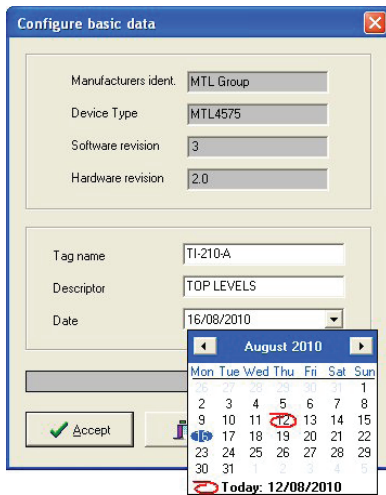 Configure basic data
Manufacturers ident. MTL Group
Device Type MTL4575
Software revision 3
Hardware revision 2.0
Tag name TI-210-A
Descriptor TOP LEVELS
Date 16/08/2010
August 2010
Mon Tue Wed Thu Fri Sat Sun
26 27 28 29 30 31 1
2 3 4 5 6 7 8
9 10 11 12 13 14 15
16 17 18 19 20 21 22
23 24 25 26 27 28 29
30 31 1 2 3 4 5
Accept
Today: 12/08/2010